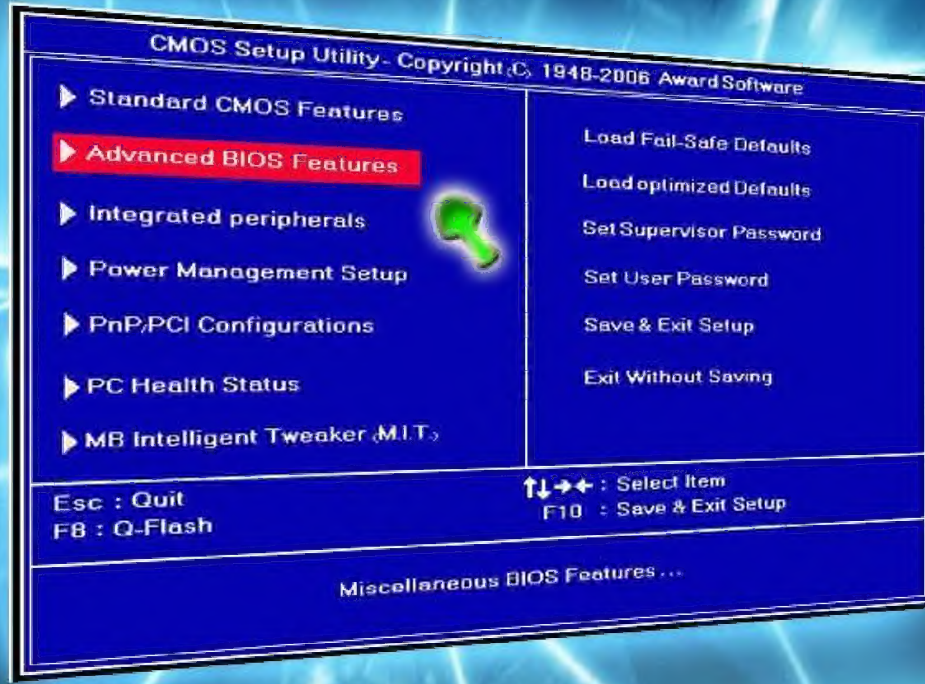 CMOS Setup Utility- Copyright (C) 1948-2006 Award Software
Standard CMOS Features
Advanced BIOS Features
Integrated peripherals
Power Management Setup
PnP/PCI Configurations
PC Health Status
MB Intelligent Tweaker (M.I.T.)
Load Fail-Safe Defaults
Load optimized Defaults
Set Supervisor Password
Set User Password
Save & Exit Setup
Exit Without Saving
Esc : Quit
F8 : Q-Flash
↑↓→← : Select Item
F10 : Save & Exit Setup
Miscellaneous BIOS Features...